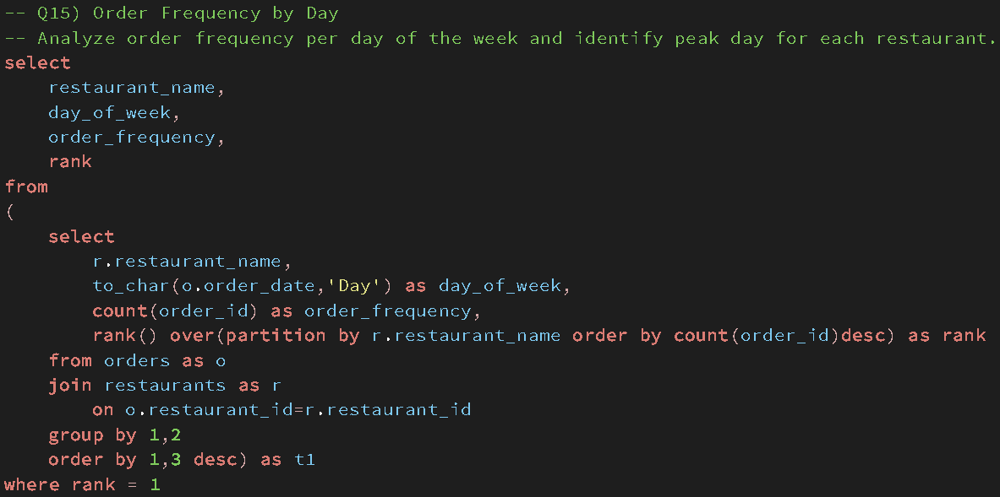 -- Q15) Order Frequency by Day
-- Analyze order frequency per day of the week and identify peak day for each restaurant.
select
    restaurant_name,
    day_of_week,
    order_frequency,
    rank
from
(
    select
        r.restaurant_name,
        to_char(o.order_date,'Day') as day_of_week,
        count(order_id) as order_frequency,
        rank() over(partition by r.restaurant_name order by count(order_id)desc) as rank
    from orders as o
    join restaurants as r
        on o.restaurant_id=r.restaurant_id
    group by 1,2
    order by 1,3 desc) as t1
where rank = 1